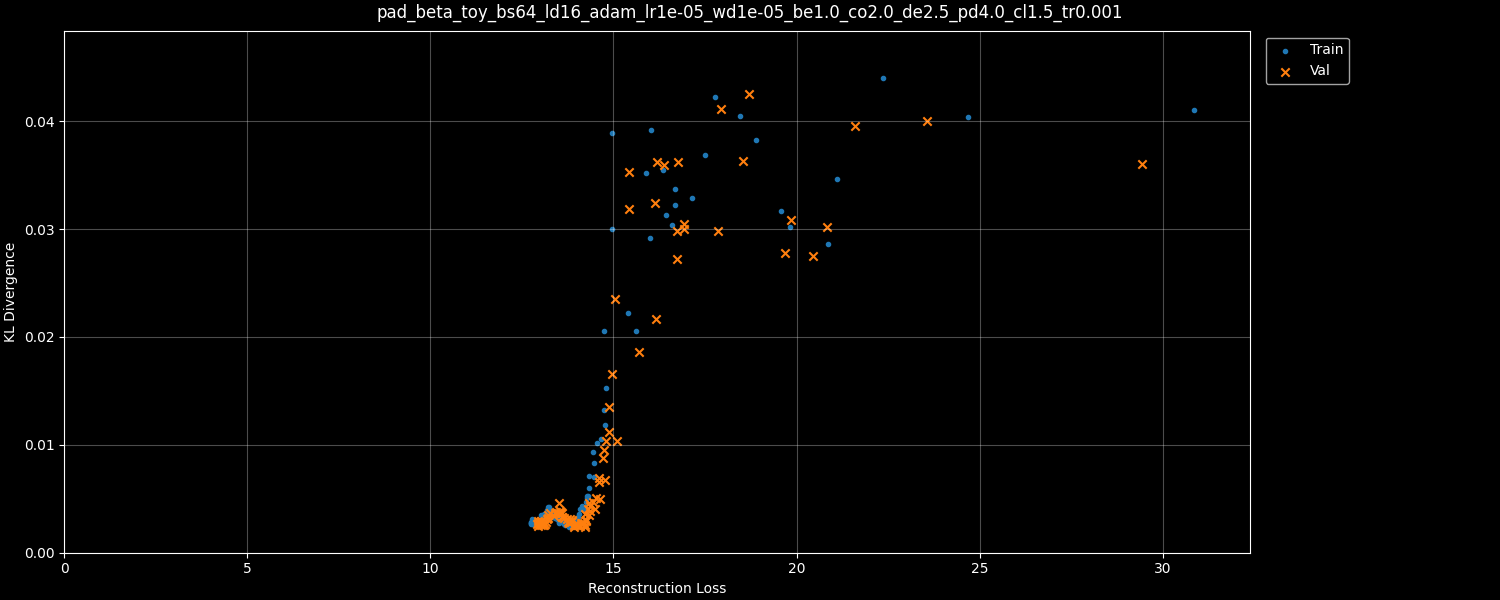 pad_beta_toy_bs64_ld16_adam_lr1e-05_wd1e-05_be1.0_co2.0_de2.5_pd4.0_cl1.5_tr0.001
Train
Val
KL Divergence
0.04
0.03
0.02
0.01
0.00
0 5 10 15 20 25 30
Reconstruction Loss